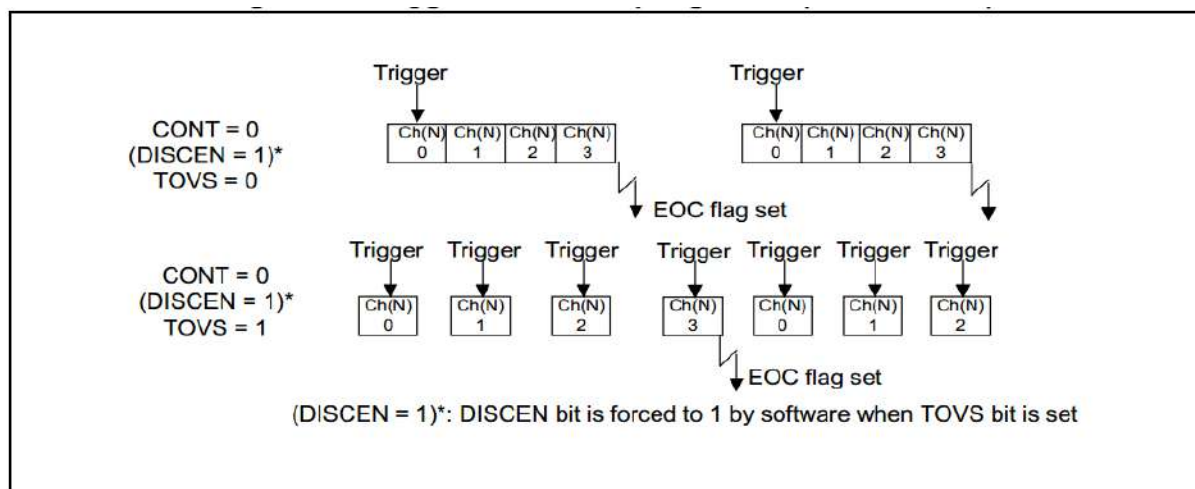 Trigger Trigger
CONT = 0
(DISCEN = 1)*
TOVS = 0
Ch(N) Ch(N) Ch(N) Ch(N) Ch(N) Ch(N) Ch(N) Ch(N)
0 1 2 3 0 1 2 3
EOC flag set
Trigger Trigger Trigger Trigger Trigger Trigger Trigger
CONT = 0
(DISCEN = 1)*
TOVS = 1
Ch(N) Ch(N) Ch(N) Ch(N) Ch(N) Ch(N) Ch(N)
0 1 2 3 0 1 2
EOC flag set
(DISCEN = 1)*: DISCEN bit is forced to 1 by software when TOVS bit is set